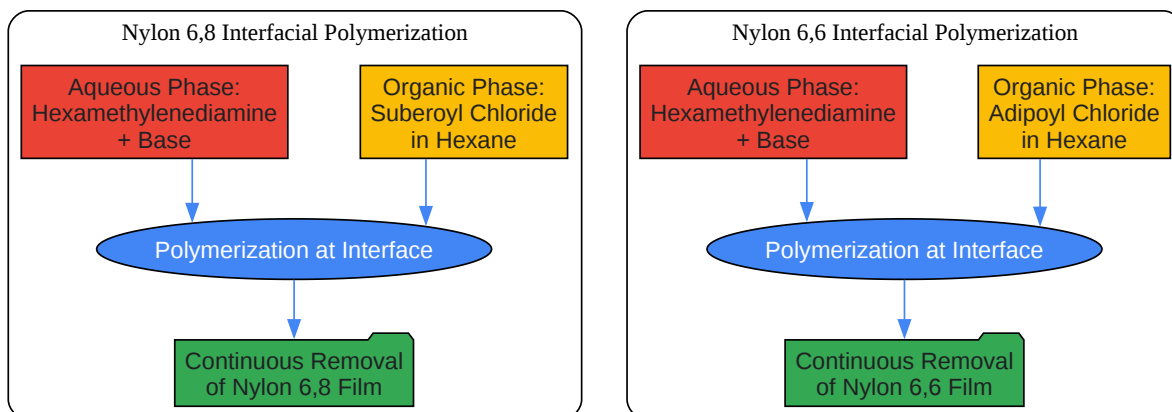 Nylon 6,8 Interfacial Polymerization
Aqueous Phase:
Hexamethylenediamine
+ Base
Organic Phase:
Suberoyl Chloride
in Hexane
Polymerization at Interface
Continuous Removal
of Nylon 6,8 Film
Nylon 6,6 Interfacial Polymerization
Aqueous Phase:
Hexamethylenediamine
+ Base
Organic Phase:
Adipoyl Chloride
in Hexane
Polymerization at Interface
Continuous Removal
of Nylon 6,6 Film